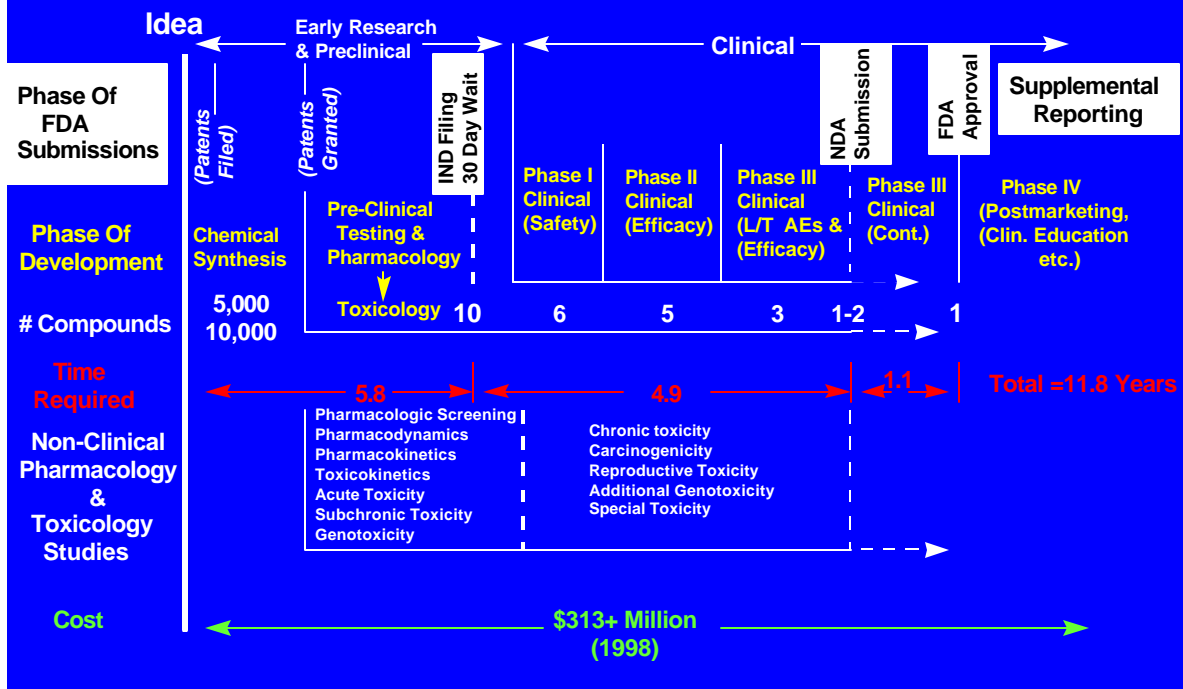 Idea
Early Research
& Preclinical
Clinical
Phase Of
FDA
Submissions
(Patents
Filed)
(Patents
Granted)
IND Filing
30 Day Wait
NDA
Submission
FDA
Approval
Supplemental
Reporting
Phase Of
Development
Chemical
Synthesis
Pre-Clinical
Testing &
Pharmacology
Toxicology
Phase I
Clinical
(Safety)
Phase II
Clinical
(Efficacy)
Phase III
Clinical
(L/T AEs &
(Efficacy)
Phase III
Clinical
(Cont.)
Phase IV
(Postmarketing,
(Clin. Education
etc.)
# Compounds
5,000
10,000
10
6
5
3
1-2
1
Time
Required
5.8
4.9
1.1
Total =11.8 Years
Non-Clinical
Pharmacology
&
Toxicology
Studies
Pharmacologic Screening
Pharmacodynamics
Pharmacokinetics
Toxicokinetics
Acute Toxicity
Subchronic Toxicity
Genotoxicity
Chronic toxicity
Carcinogenicity
Reproductive Toxicity
Additional Genotoxicity
Special Toxicity
Cost
$313+ Million
(1998)